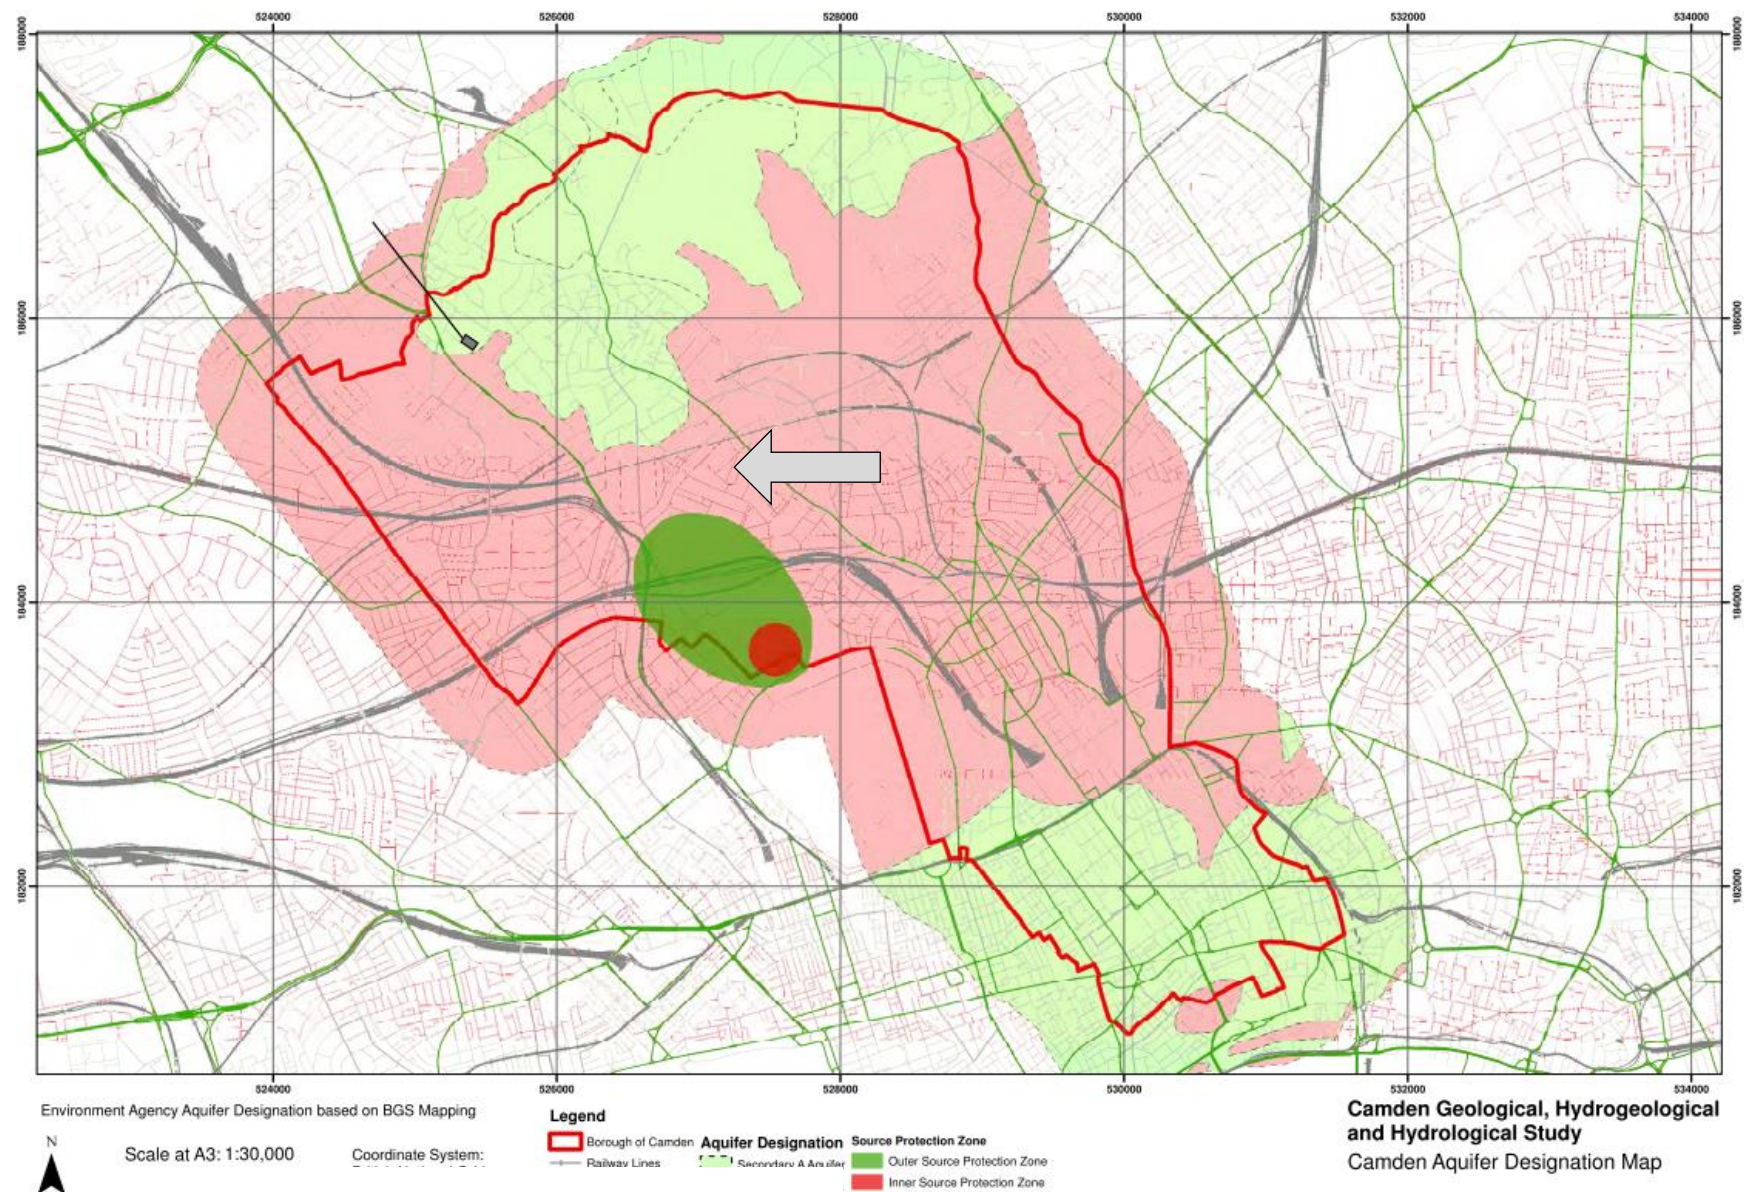 524000 526000 528000 530000 532000 534000
188000 188000
186000 186000
184000 184000
182000 182000
524000 526000 528000 530000 532000 534000
Environment Agency Aquifer Designation based on BGS Mapping
N
Scale at A3: 1:30,000
Coordinate System:
Legend
Borough of Camden
Railway Lines
Aquifer Designation
Secondary A Aquifer
Source Protection Zone
Outer Source Protection Zone
Inner Source Protection Zone
Camden Geological, Hydrogeological
and Hydrological Study
Camden Aquifer Designation Map